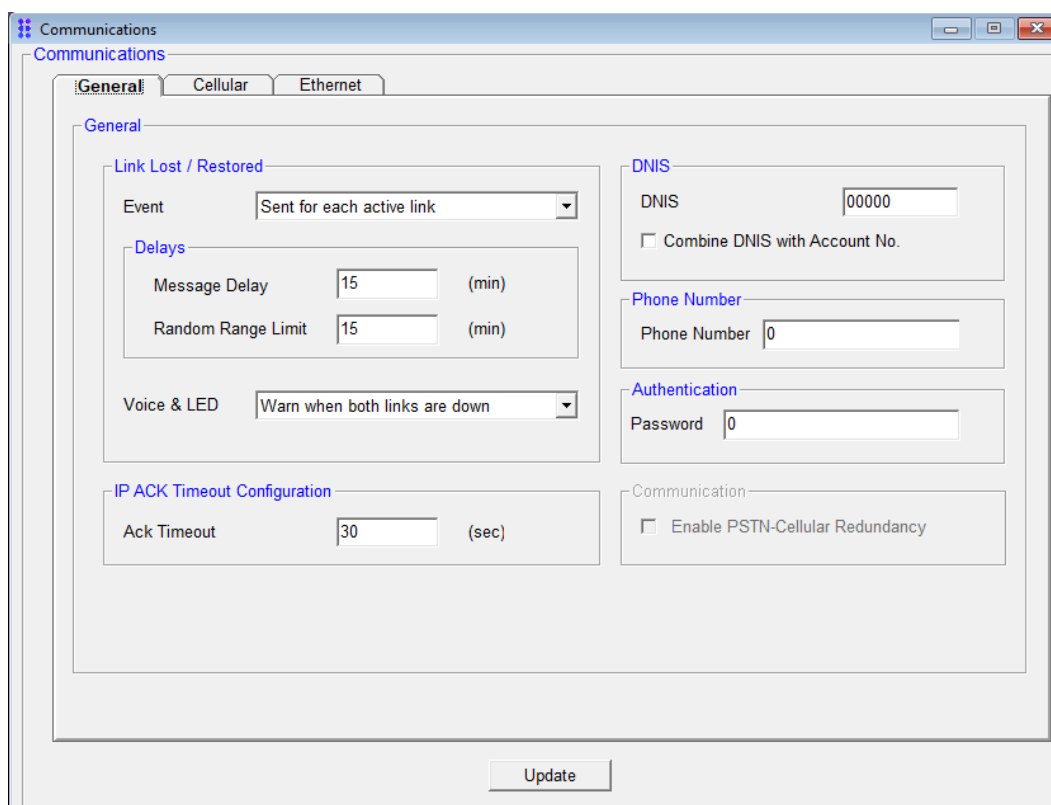 Communications
Communications
General Cellular Ethernet
General
Link Lost / Restored
Event Sent for each active link
Delays
Message Delay 15 (min)
Random Range Limit 15 (min)
Voice & LED Warn when both links are down
IP ACK Timeout Configuration
Ack Timeout 30 (sec)
DNIS
DNIS 00000
Combine DNIS with Account No.
Phone Number
Phone Number 0
Authentication
Password 0
Communication
Enable PSTN-Cellular Redundancy
Update